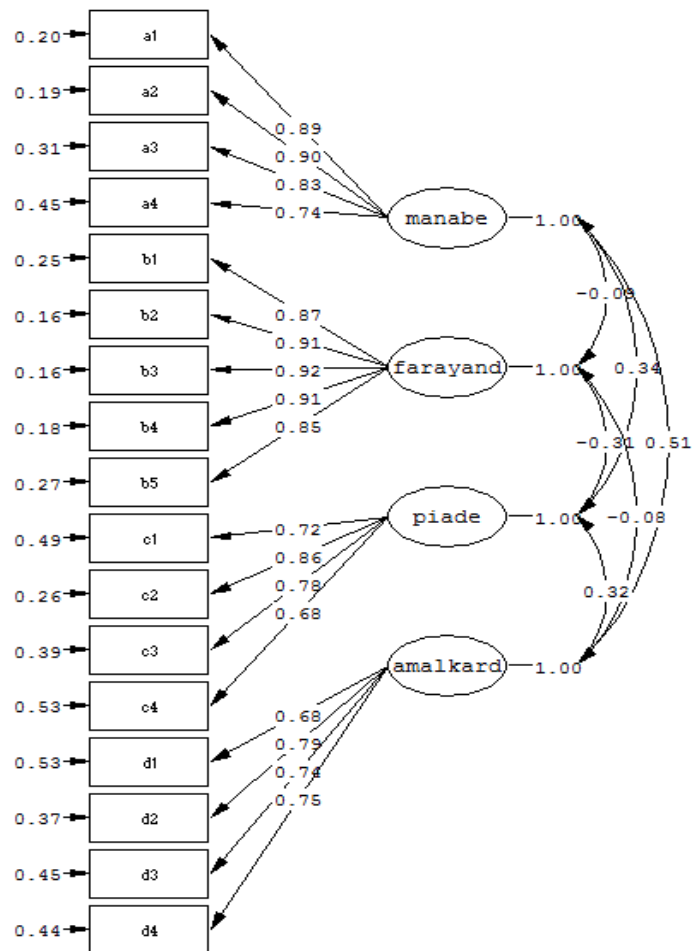 0.20 a1
0.19 a2
0.31 a3
0.45 a4
0.25 b1
0.16 b2
0.16 b3
0.18 b4
0.27 b5
0.49 c1
0.26 c2
0.39 c3
0.53 c4
0.53 d1
0.37 d2
0.45 d3
0.44 d4
0.89
0.90
0.83
0.74
0.87
0.91
0.92
0.91
0.85
0.72
0.86
0.78
0.68
0.68
0.79
0.74
0.75
manabe 1.00
farayand 1.00
piade 1.00
amalkard 1.00
-0.09
0.34
-0.31 0.51
-0.08
0.32